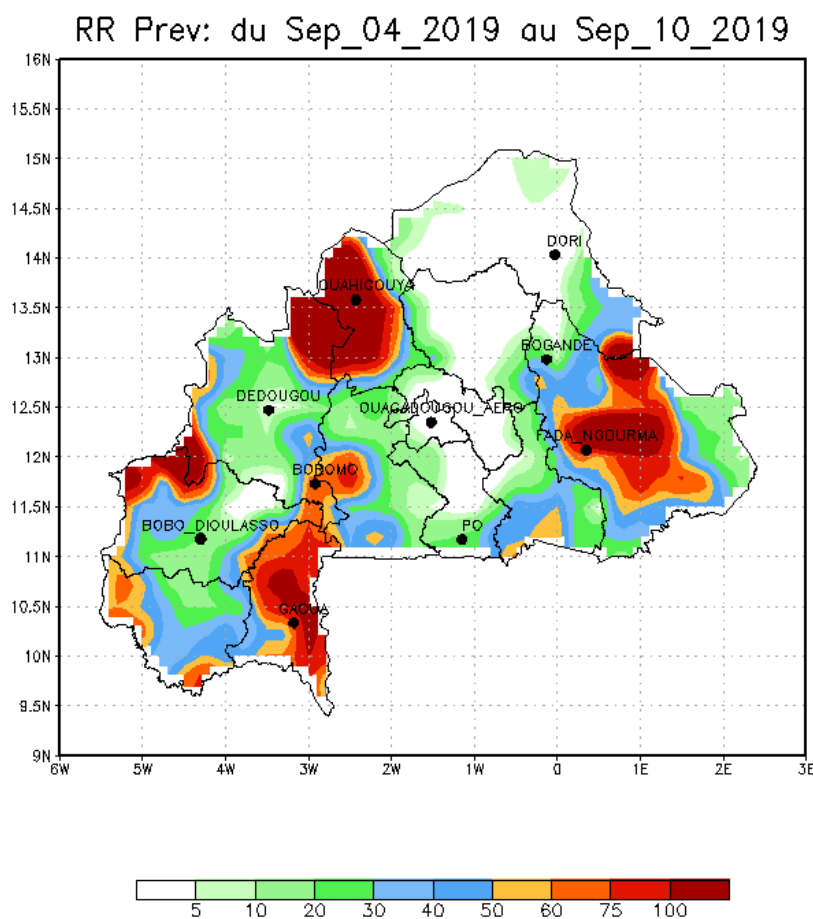 RR Prev: du Sep_04_2019 au Sep_10_2019
16N
15.5N
15N
14.5N
14N
13.5N
13N
12.5N
12N
11.5N
11N
10.5N
10N
9.5N
9N
DORI
OUAHIGOUYA
BOGANDE
DEDOUGOU
OUAGADOUGOU_AERO
FADA_NGOURMA
BOROMO
BOBO_DIOULASSO
PO
GAOUA
6W 5W 4W 3W 2W 1W 0 1E 2E 3E
5 10 20 30 40 50 60 75 100